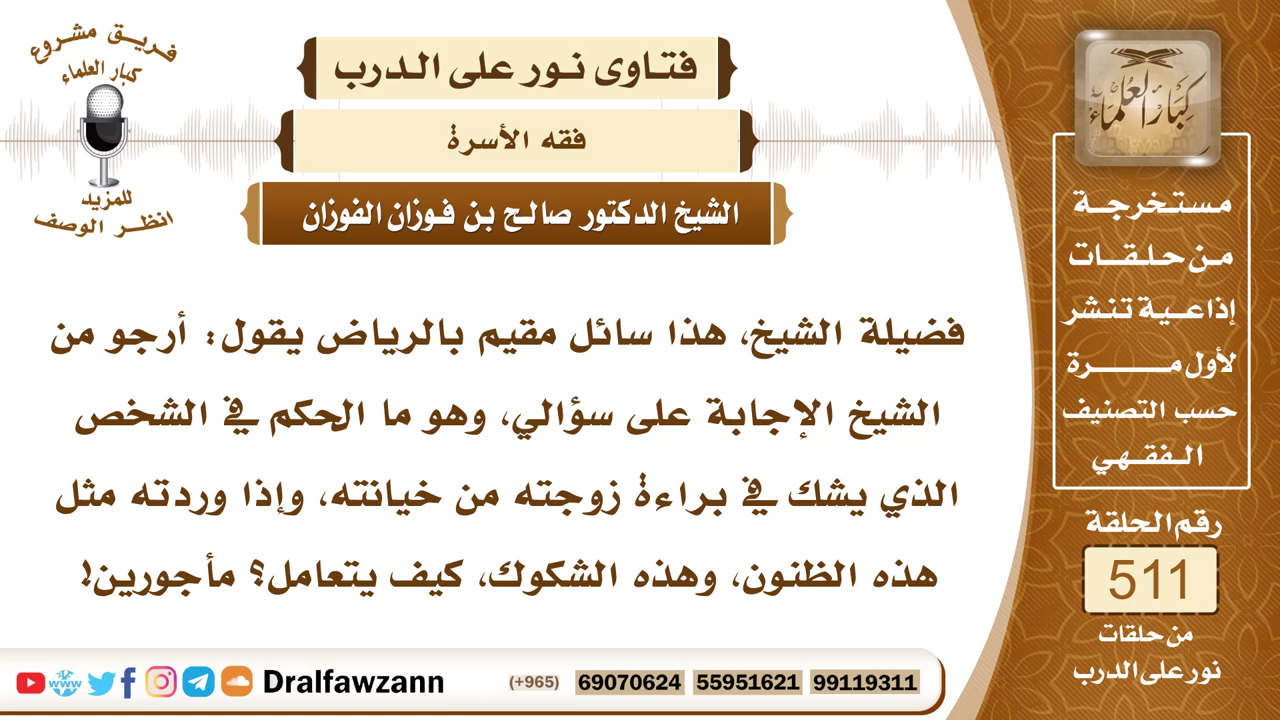 فريق مشروع
كبار العلماء
للمزيد
انظر الوصف
فتاوى نور على الدرب
فقه الأسرة
الشيخ الدكتور صالح بن فوزان الفوزان
فضيلة الشيخ، هذا سائل مقيم بالرياض يقول: أرجو من
الشيخ الإجابة على سؤالي، وهو ما الحكم في الشخص
الذي يشك في براءة زوجته من خيانته، وإذا وردته مثل
هذه الظنون، وهذه الشكوك، كيف يتعامل؟ مأجورين!
كبار العلماء
مستخرجة
من حلقات
إذاعية تنشر
لأول مرة
حسب التصنيف
الفقهي
رقم الحلقة
511
من حلقات
نور على الدرب
www Dralfawzann (+965) 69070624 55951621 99119311